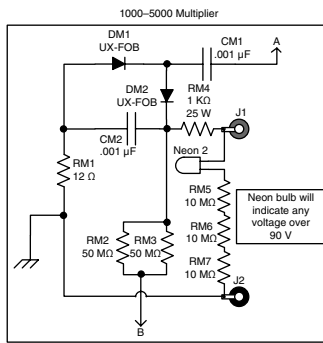 1000–5000 Multiplier
DM1
UX-FOB
CM1
.001 µF
A
DM2
UX-FOB
RM4
1 KΩ
25 W
J1
CM2
.001 µF
Neon 2
RM1
12 Ω
RM5
10 MΩ
RM6
10 MΩ
RM7
10 MΩ
Neon bulb will
indicate any
voltage over
90 V
RM2
50 MΩ
RM3
50 MΩ
J2
B